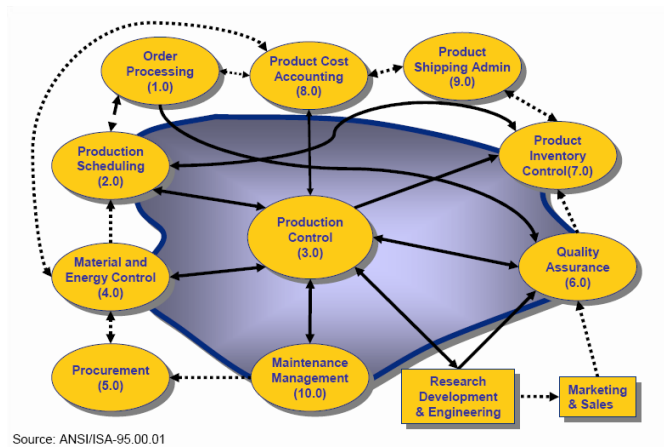 Order
Processing
(1.0)
Product Cost
Accounting
(8.0)
Product
Shipping Admin
(9.0)
Production
Scheduling
(2.0)
Product
Inventory
Control(7.0)
Production
Control
(3.0)
Material and
Energy Control
(4.0)
Quality
Assurance
(6.0)
Procurement
(5.0)
Maintenance
Management
(10.0)
Research
Development
& Engineering
Marketing
& Sales
Source: ANSI/ISA-95.00.01